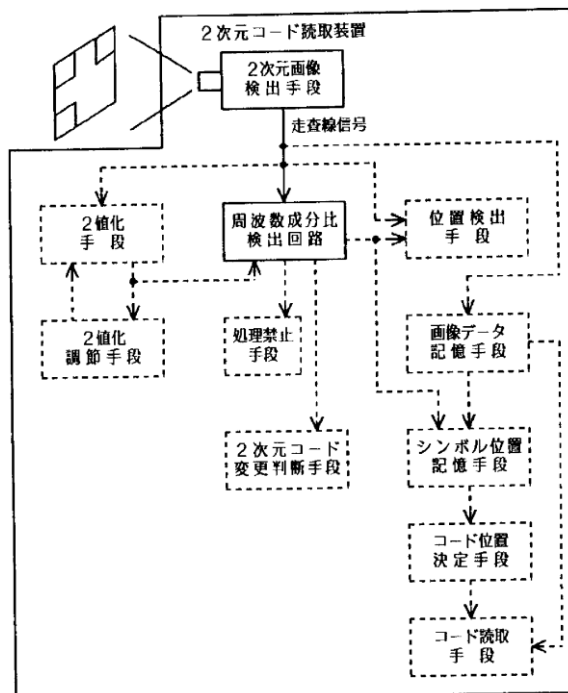 2次元コード読取装置
2次元画像
検出手段
走査線信号
2値化
手 段
周波数成分比
検出回路
位置検出
手 段
2値化
調節手段
処理禁止
手段
画像データ
記憶手段
2次元コード
変更判断手段
シンボル位置
記憶手段
コード位置
決定手段
コード読取
手 段